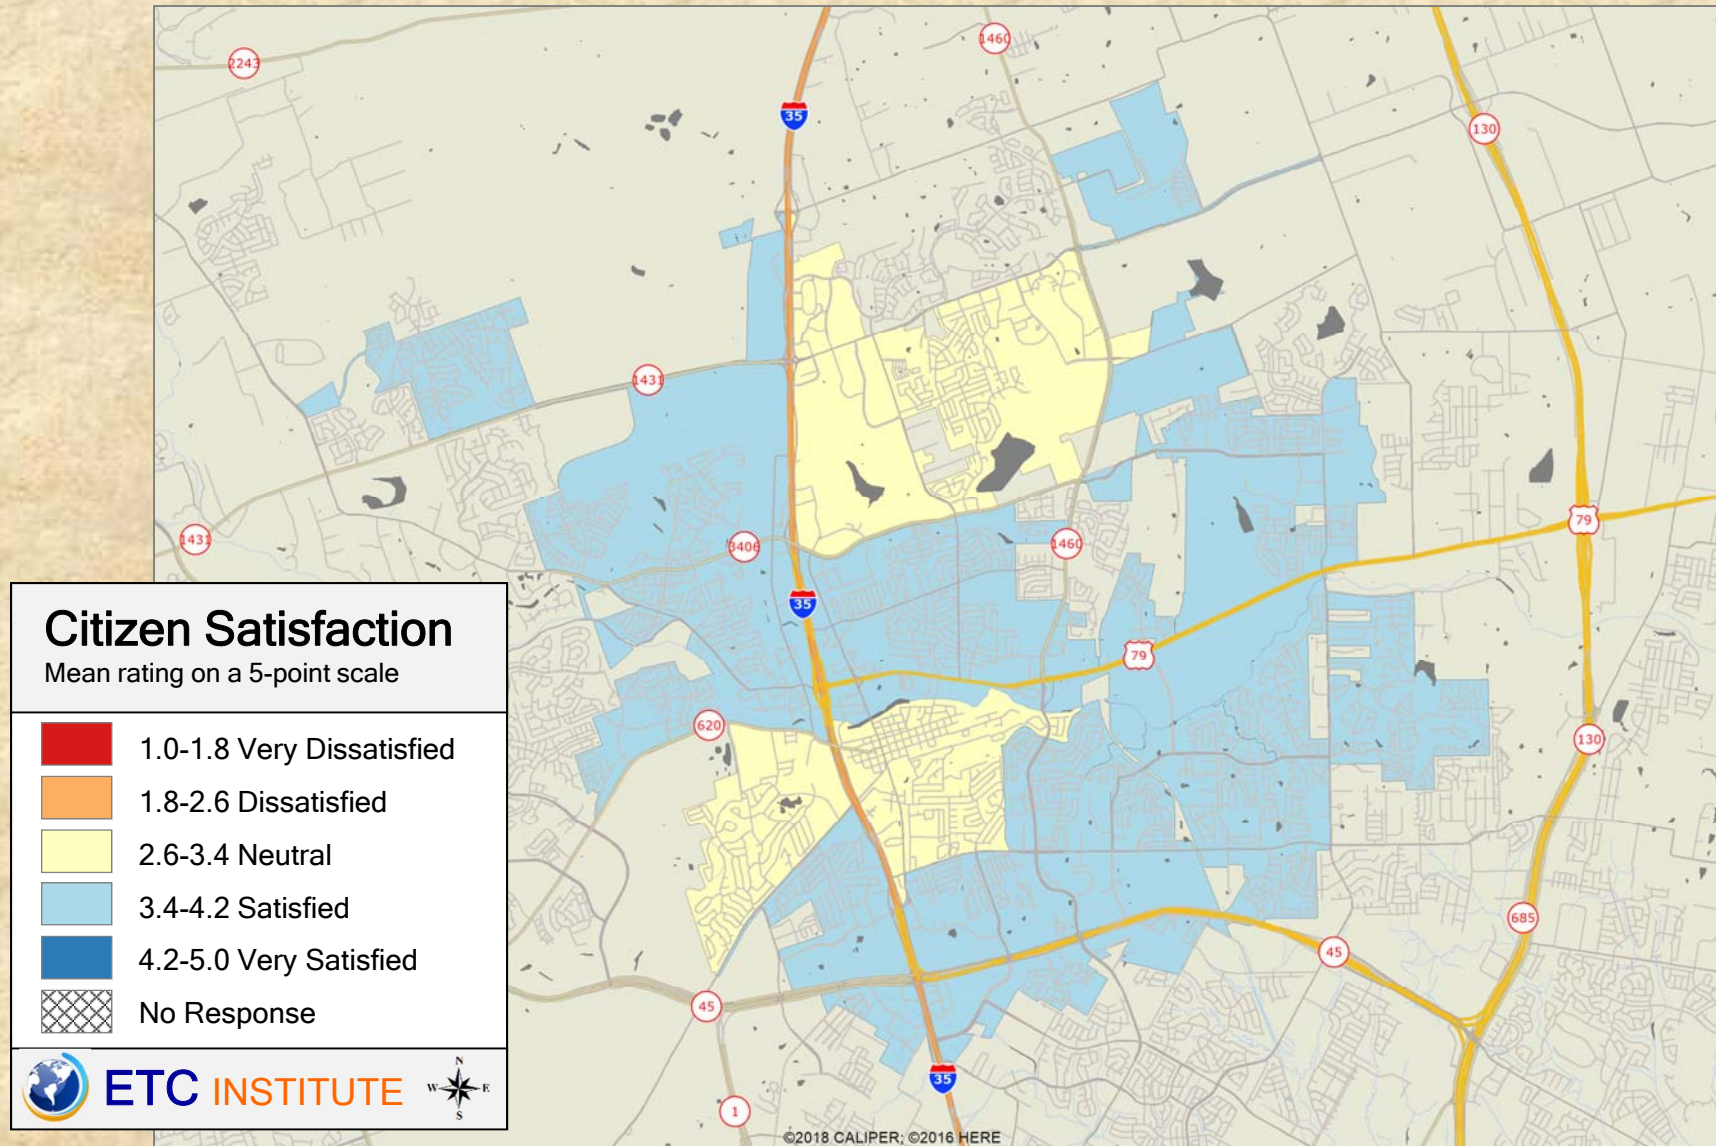 2243
1460
35
130
1431
1431
3406
1460
79
35
79
620
130
685
45
45
35
1
Citizen Satisfaction
Mean rating on a 5-point scale
1.0-1.8 Very Dissatisfied
1.8-2.6 Dissatisfied
2.6-3.4 Neutral
3.4-4.2 Satisfied
4.2-5.0 Very Satisfied
No Response
ETC INSTITUTE
N
W E
S
©2018 CALIPER; ©2016 HERE